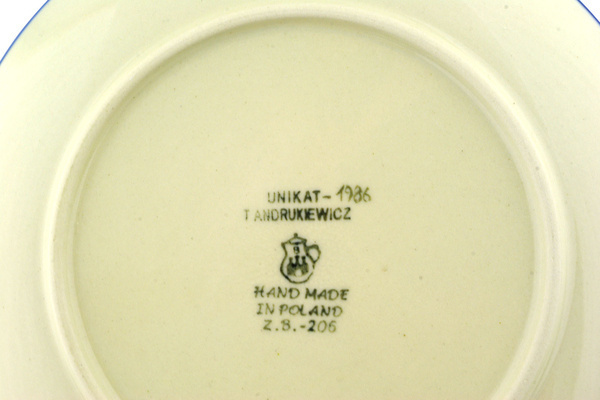 UNIKAT-1986
T ANDRUKIEWICZ
HAND MADE
IN POLAND
Z.B.-206